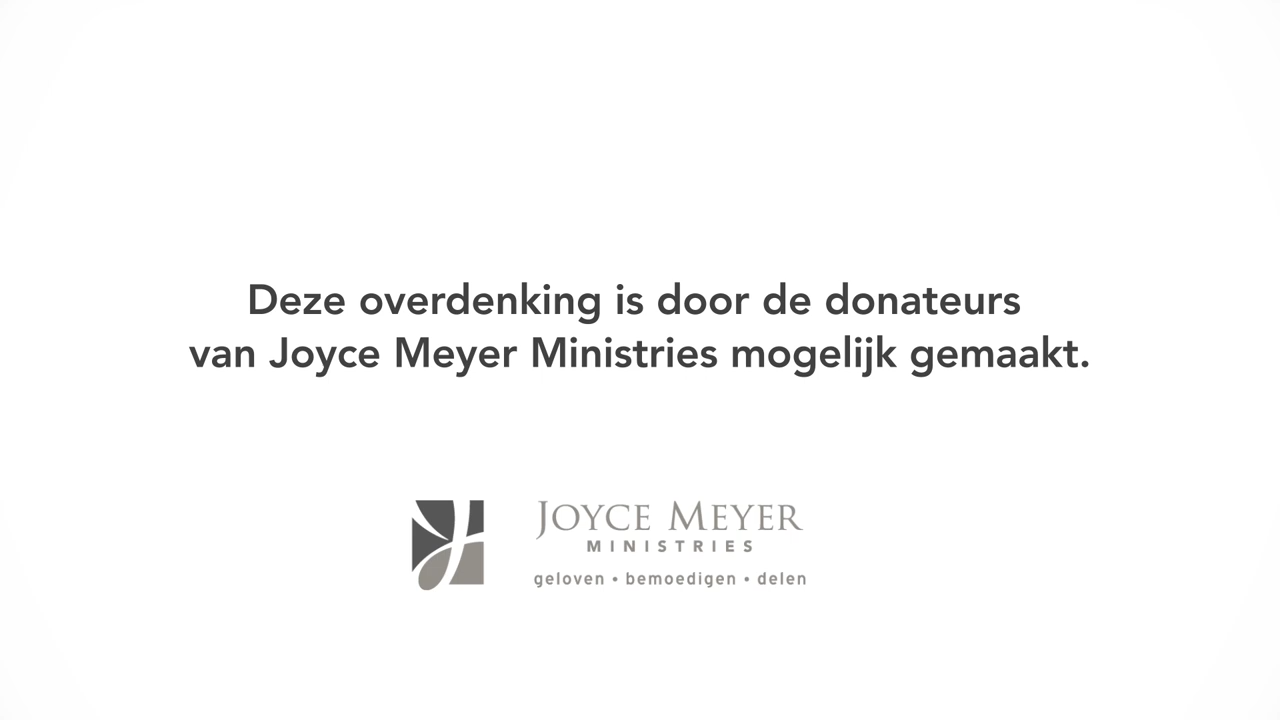 Deze overdenking is door de donateurs
van Joyce Meyer Ministries mogelijk gemaakt.
JOYCE MEYER
MINISTRIES
geloven • bemoedigen • delen